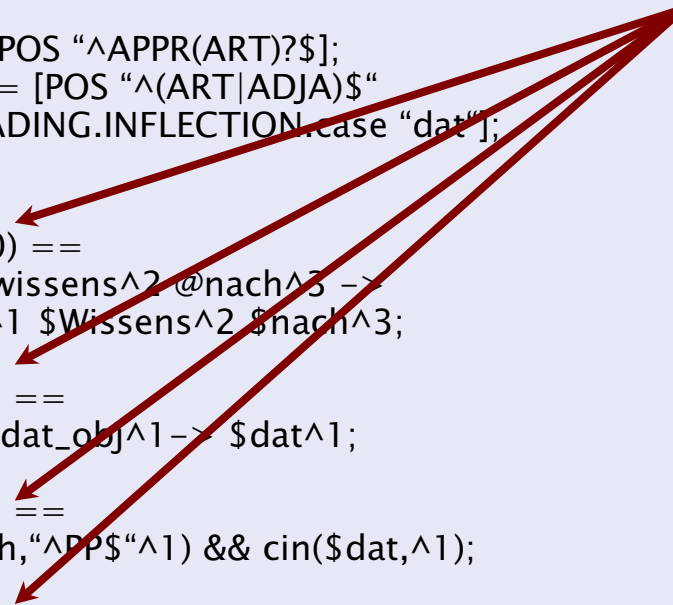 POS “^APPR(ART)?$];
= [POS “^(ART|ADJA)$“
ADING.INFLECTION.case “dat“];
0) ==
wissens^2 @nach^3 ->
^1 $Wissens^2 $nach^3;
==
dat_obj^1-> $dat^1;
==
h,“^PP$“^1) && cin($dat,^1);